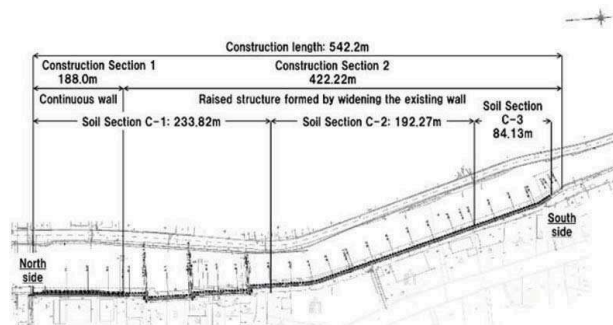 Construction length: 542.2m
Construction Section 1
188.0m
Construction Section 2
422.22m
Continuous wall
Raised structure formed by widening the existing wall
Soil Section C-1: 233.82m
Soil Section C-2: 192.27m
Soil Section
C-3
84.13m
North
side
South
side